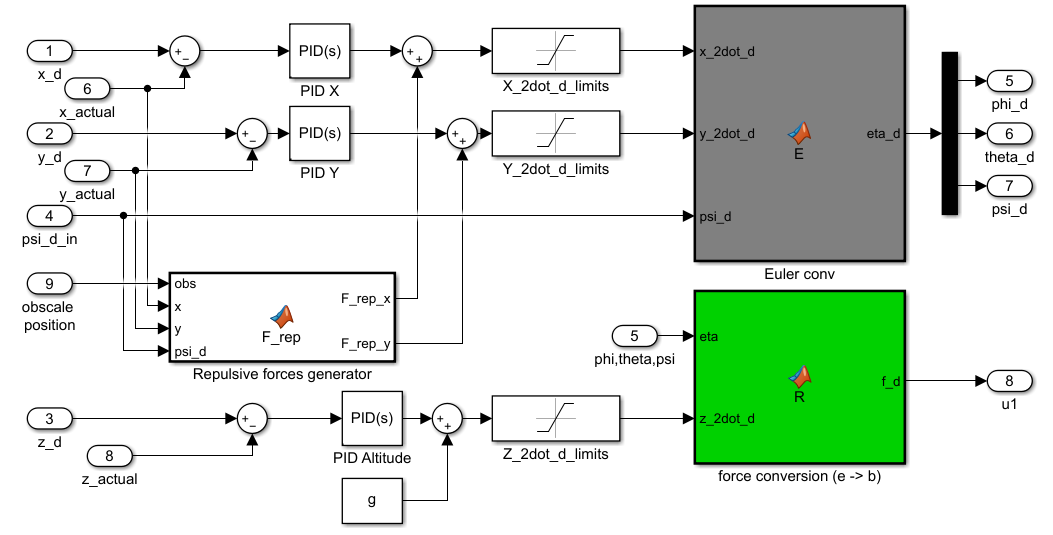 1
x_d
+
−
PID(s)
PID X
+
+
X_2dot_d_limits
6
x_actual
2
y_d
+
−
PID(s)
PID Y
+
+
Y_2dot_d_limits
7
y_actual
4
psi_d_in
x_2dot_d
y_2dot_d
psi_d
E
eta_d
Euler conv
5
phi_d
6
theta_d
7
psi_d
9
obscale
position
obs
x
y
psi_d
F_rep
F_rep_x
F_rep_y
Repulsive forces generator
5
phi,theta,psi
eta
z_2dot_d
R
f_d
force conversion (e -> b)
8
u1
3
z_d
+
−
PID(s)
PID Altitude
+
+
Z_2dot_d_limits
8
z_actual
g